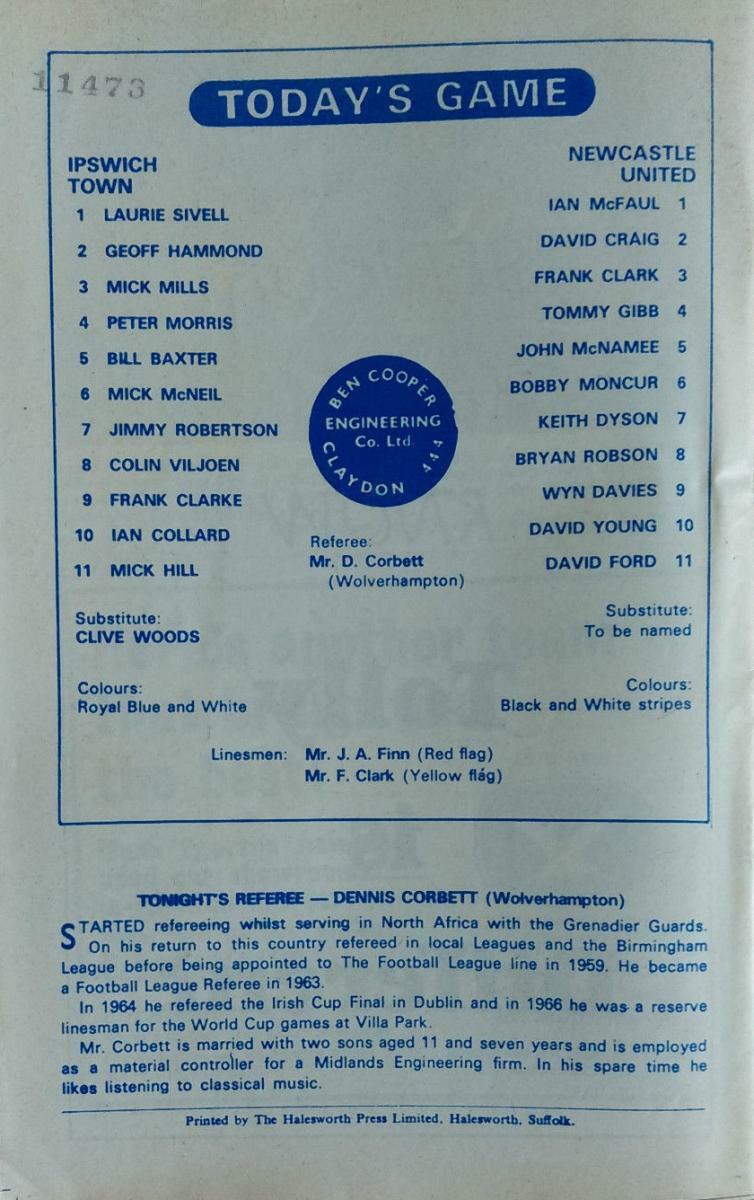 11473
TODAY'S GAME
IPSWICH
TOWN
1 LAURIE SIVELL
2 GEOFF HAMMOND
3 MICK MILLS
4 PETER MORRIS
5 BILL BAXTER
6 MICK McNEIL
7 JIMMY ROBERTSON
8 COLIN VILJOEN
9 FRANK CLARKE
10 IAN COLLARD
11 MICK HILL
Substitute:
CLIVE WOODS
Colours:
Royal Blue and White
BEN COOPER
ENGINEERING
Co. Ltd.
CLAYDON 444
Referee:
Mr. D. Corbett
(Wolverhampton)
NEWCASTLE
UNITED
IAN McFAUL 1
DAVID CRAIG 2
FRANK CLARK 3
TOMMY GIBB 4
JOHN McNAMEE 5
BOBBY MONCUR 6
KEITH DYSON 7
BRYAN ROBSON 8
WYN DAVIES 9
DAVID YOUNG 10
DAVID FORD 11
Substitute:
To be named
Colours:
Black and White stripes
Linesmen: Mr. J. A. Finn (Red flag)
Mr. F. Clark (Yellow flag)
TONIGHT'S REFEREE — DENNIS CORBETT (Wolverhampton)
STARTED refereeing whilst serving in North Africa with the Grenadier Guards.
On his return to this country refereed in local Leagues and the Birmingham
League before being appointed to The Football League line in 1959. He became
a Football League Referee in 1963.
In 1964 he refereed the Irish Cup Final in Dublin and in 1966 he was a reserve
linesman for the World Cup games at Villa Park.
Mr. Corbett is married with two sons aged 11 and seven years and is employed
as a material controller for a Midlands Engineering firm. In his spare time he
likes listening to classical music.
Printed by The Halesworth Press Limited, Halesworth, Suffolk.